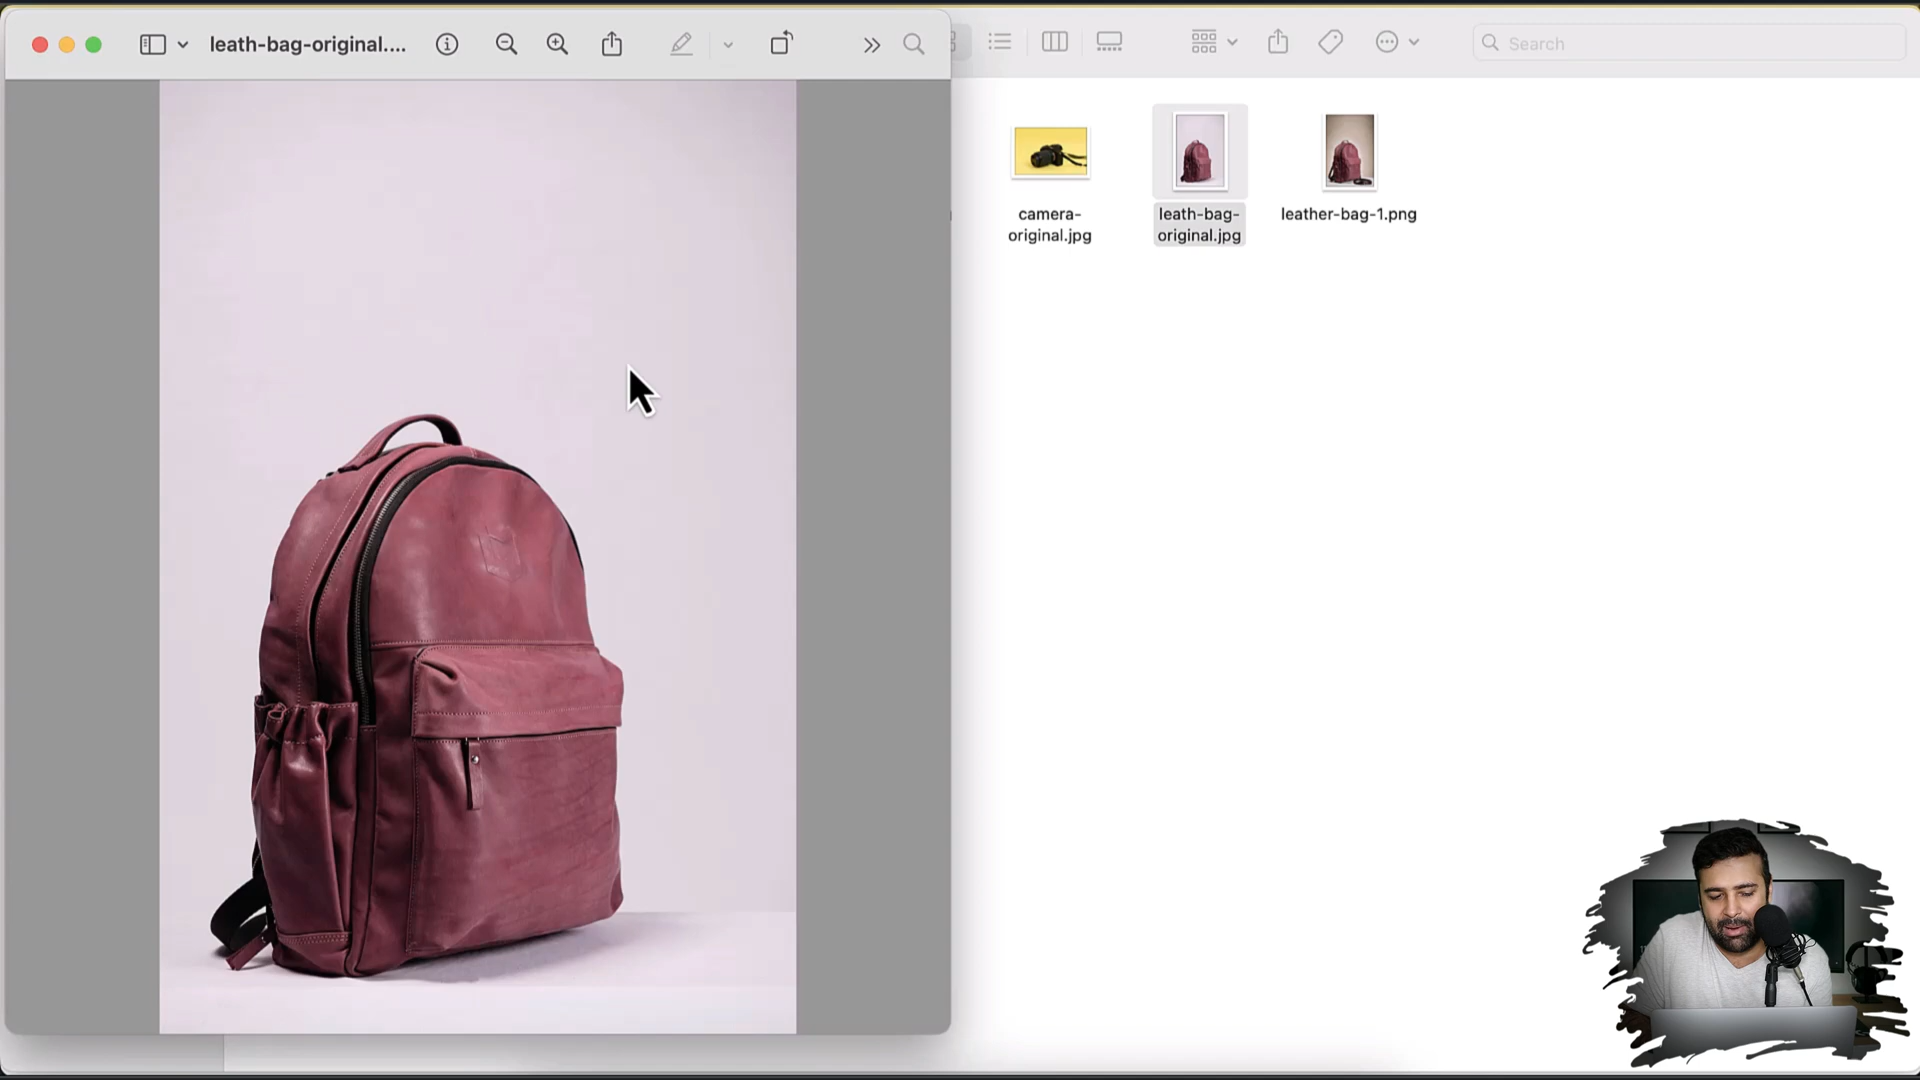 leath-bag-original....
Search
camera-
original.jpg
leath-bag-
original.jpg
leather-bag-1.png